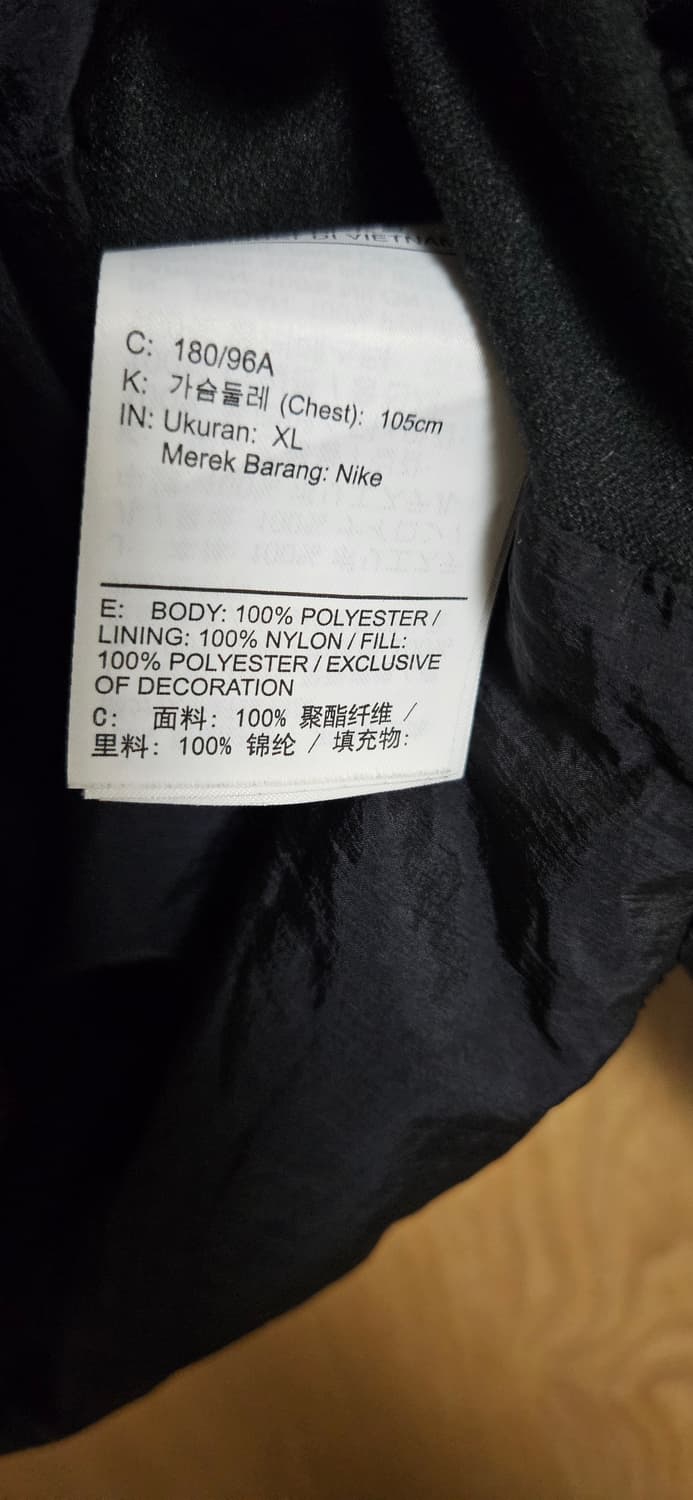 DI VIETNAM
C: 180/96A
K: 가슴둘레 (Chest): 105cm
IN: Ukuran: XL
Merek Barang: Nike
E: BODY: 100% POLYESTER /
LINING: 100% NYLON / FILL:
100% POLYESTER / EXCLUSIVE
OF DECORATION
C: 面料: 100% 聚酯纤维 /
里料: 100% 锦纶 / 填充物: